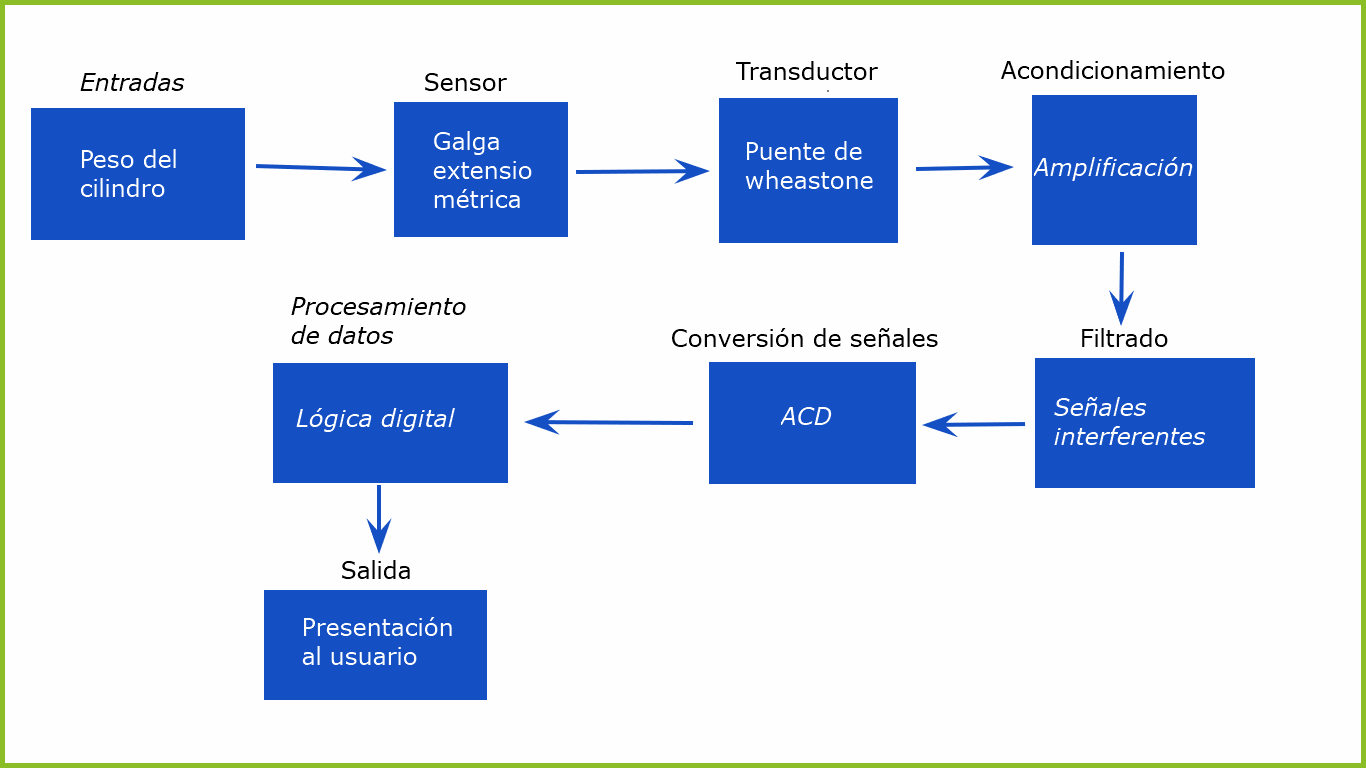 Entradas
Peso del
cilindro
Sensor
Galga
extensio
métrica
Transductor
Puente de
wheastone
Acondicionamiento
Amplificación
Filtrado
Señales
interferentes
Conversión de señales
ACD
Procesamiento
de datos
Lógica digital
Salida
Presentación
al usuario